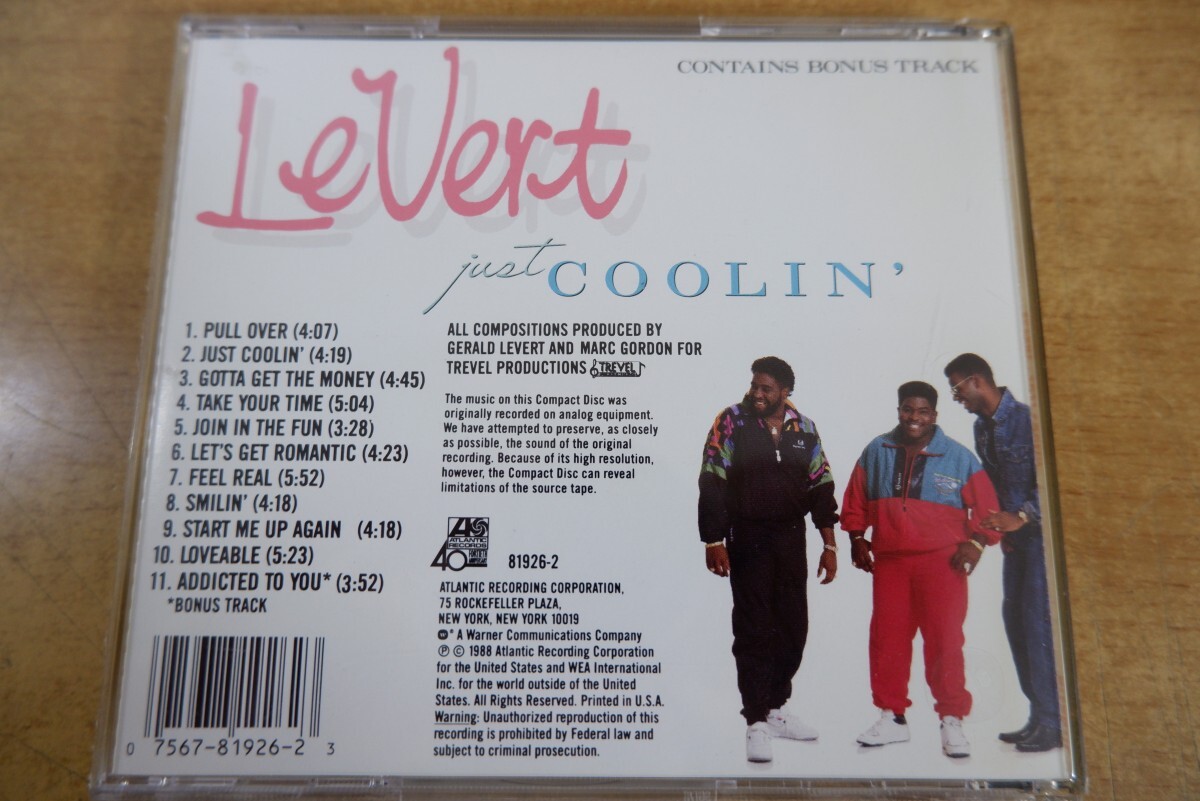 LeVert
CONTAINS BONUS TRACK
just COOLIN'
1. PULL OVER (4:07)
2. JUST COOLIN' (4:19)
3. GOTTA GET THE MONEY (4:45)
4. TAKE YOUR TIME (5:04)
5. JOIN IN THE FUN (3:28)
6. LET'S GET ROMANTIC (4:23)
7. FEEL REAL (5:52)
8. SMILIN' (4:18)
9. START ME UP AGAIN (4:18)
10. LOVEABLE (5:23)
11. ADDICTED TO YOU* (3:52)
*BONUS TRACK
ALL COMPOSITIONS PRODUCED BY
GERALD LEVERT AND MARC GORDON FOR
TREVEL PRODUCTIONS TREVEL
The music on this Compact Disc was
originally recorded on analog equipment.
We have attempted to preserve, as closely
as possible, the sound of the original
recording. Because of its high resolution,
however, the Compact Disc can reveal
limitations of the source tape.
ATLANTIC
RECORDS
40 FORTIETH
ANNIVERSARY
81926-2
ATLANTIC RECORDING CORPORATION,
75 ROCKEFELLER PLAZA,
NEW YORK, NEW YORK 10019
® A Warner Communications Company
℗ © 1988 Atlantic Recording Corporation
for the United States and WEA International
Inc. for the world outside of the United
States. All Rights Reserved. Printed in U.S.A.
Warning: Unauthorized reproduction of this
recording is prohibited by Federal law and
subject to criminal prosecution.
0 7567-81926-2 3